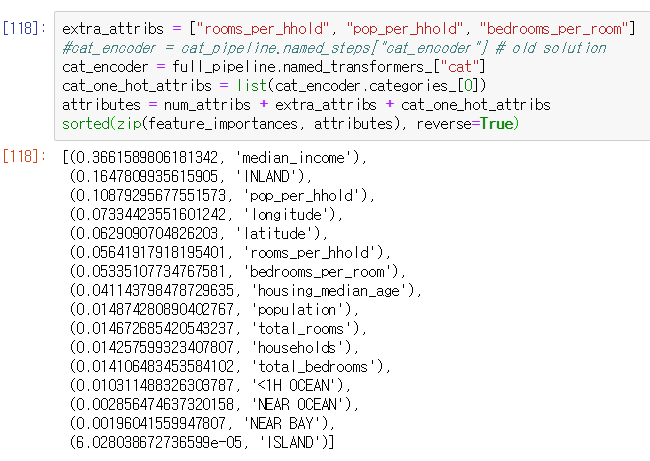 [118]: extra_attribs = ["rooms_per_hhold", "pop_per_hhold", "bedrooms_per_room"]
#cat_encoder = cat_pipeline.named_steps["cat_encoder"] # old solution
cat_encoder = full_pipeline.named_transformers_["cat"]
cat_one_hot_attribs = list(cat_encoder.categories_[0])
attributes = num_attribs + extra_attribs + cat_one_hot_attribs
sorted(zip(feature_importances, attributes), reverse=True)
[118]: [(0.3661589806181342, 'median_income'),
(0.1647809935615905, 'INLAND'),
(0.10879295677551573, 'pop_per_hhold'),
(0.07334423551601242, 'longitude'),
(0.0629090704826203, 'latitude'),
(0.05641917918195401, 'rooms_per_hhold'),
(0.05335107734767581, 'bedrooms_per_room'),
(0.041143798478729635, 'housing_median_age'),
(0.014874280890402767, 'population'),
(0.014672685420543237, 'total_rooms'),
(0.014257599323407807, 'households'),
(0.014106483453584102, 'total_bedrooms'),
(0.010311488326303787, '<1H OCEAN'),
(0.002856474637320158, 'NEAR OCEAN'),
(0.00196041559947807, 'NEAR BAY'),
(6.028038672736599e-05, 'ISLAND')]